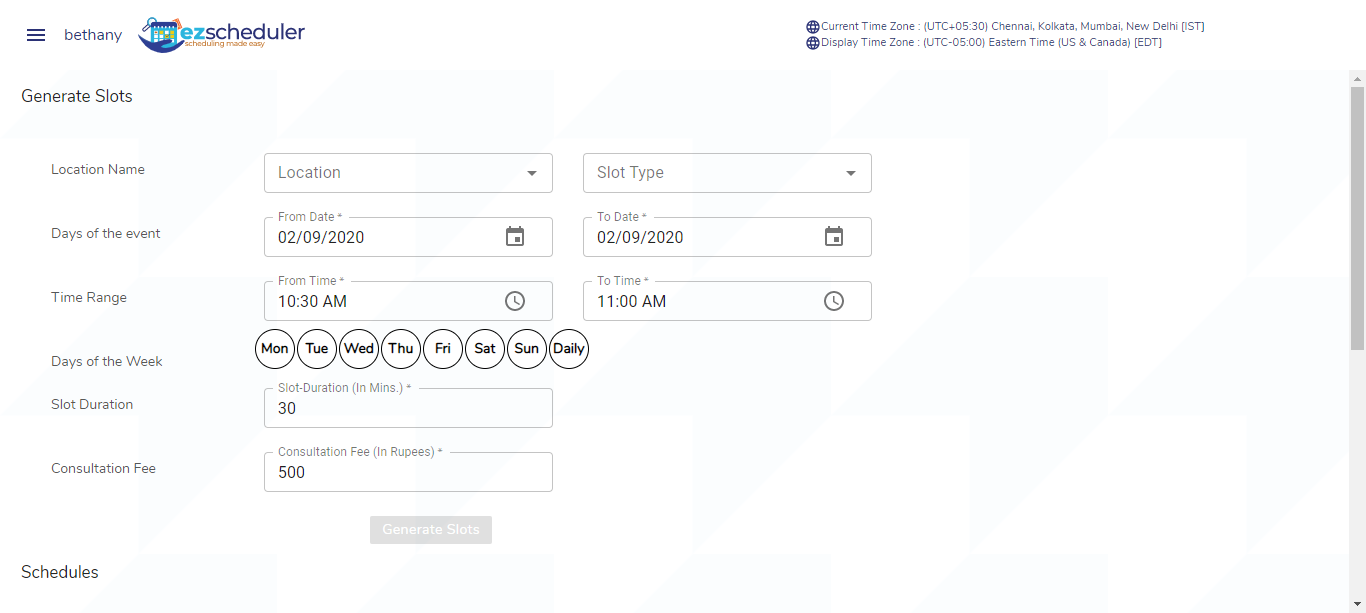 bethany
ezscheduler
scheduling made easy
Current Time Zone : (UTC+05:30) Chennai, Kolkata, Mumbai, New Delhi [IST]
Display Time Zone : (UTC-05:00) Eastern Time (US & Canada) [EDT]
Generate Slots
Location Name
Location
Slot Type
Days of the event
From Date *
02/09/2020
To Date *
02/09/2020
Time Range
From Time *
10:30 AM
To Time *
11:00 AM
Days of the Week
Mon Tue Wed Thu Fri Sat Sun Daily
Slot Duration
Slot-Duration (In Mins.) *
30
Consultation Fee
Consultation Fee (In Rupees) *
500
Generate Slots
Schedules